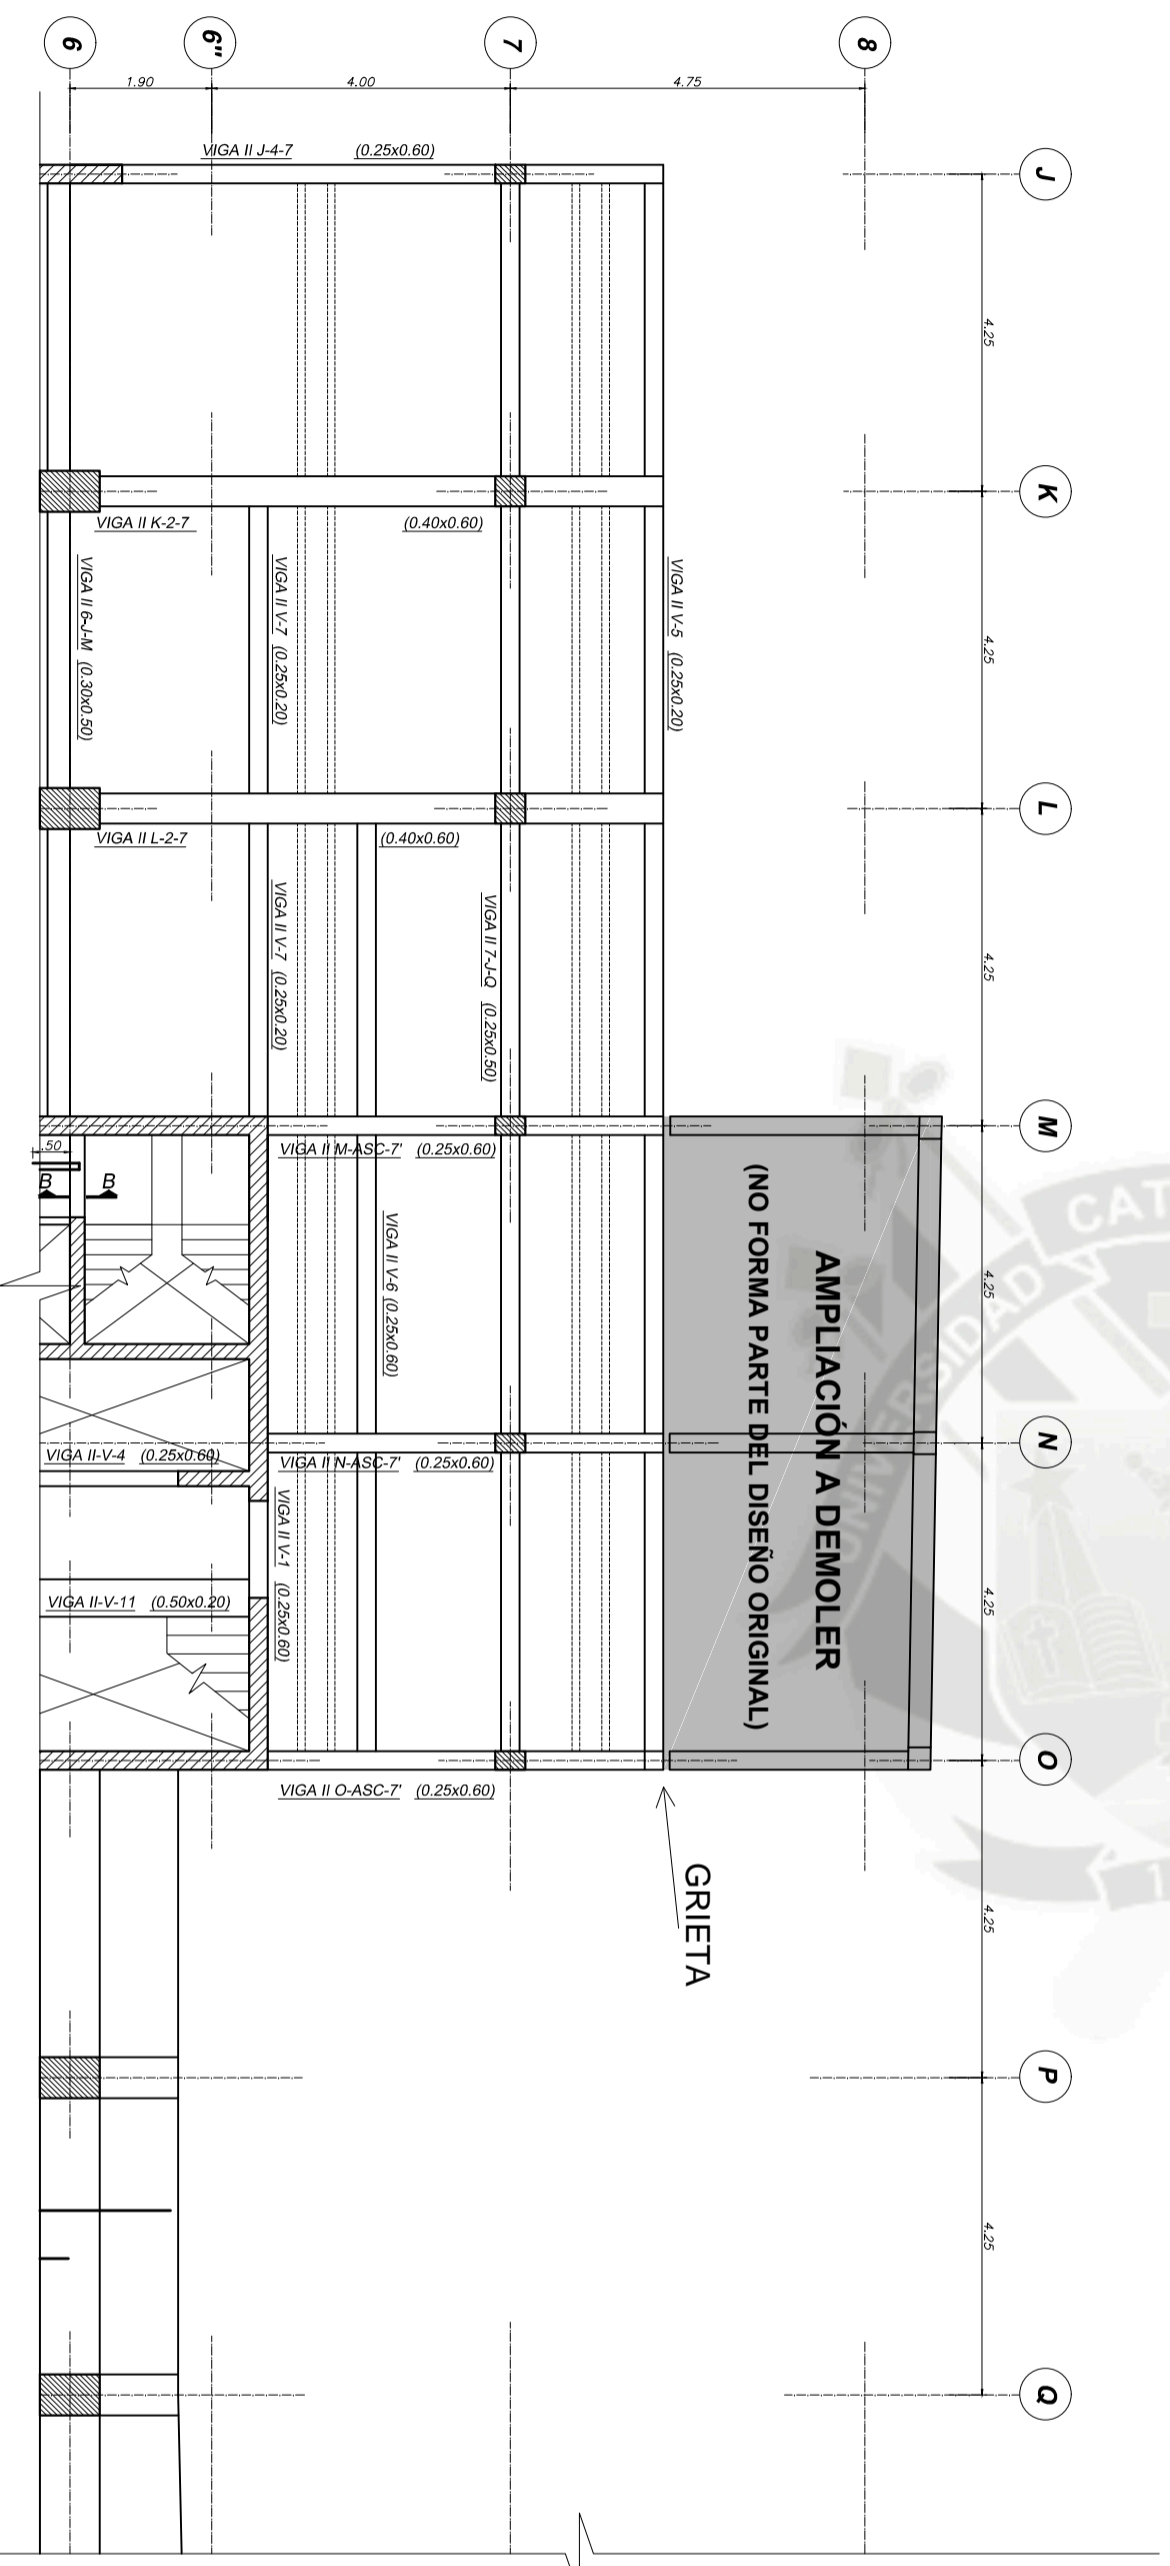 6
6"
7
8
1.90
4.00
4.75
VIGA II J-4-7 (0.25x0.60)
J
4.25
K
VIGA II K-2-7 (0.40x0.60)
VIGA II 6-J-M (0.30x0.50)
VIGA II V-7 (0.25x0.20)
VIGA II V-5 (0.25x0.20)
4.25
L
VIGA II L-2-7 (0.40x0.60)
VIGA II V-7 (0.25x0.20)
VIGA II 7-J-Q (0.25x0.50)
4.25
M
.50
VIGA II M-ASC-7' (0.25x0.60)
B
B
VIGA II V-6 (0.25x0.60)
AMPLIACIÓN A DEMOLER
(NO FORMA PARTE DEL DISEÑO ORIGINAL)
4.25
UNIVERSIDAD
CAT
N
VIGA II-V-4 (0.25x0.60)
VIGA II N-ASC-7' (0.25x0.60)
VIGA II V-1 (0.25x0.60)
4.25
VIGA II-V-11 (0.50x0.20)
O
VIGA II O-ASC-7' (0.25x0.60)
GRIETA
4.25
1
P
4.25
Q